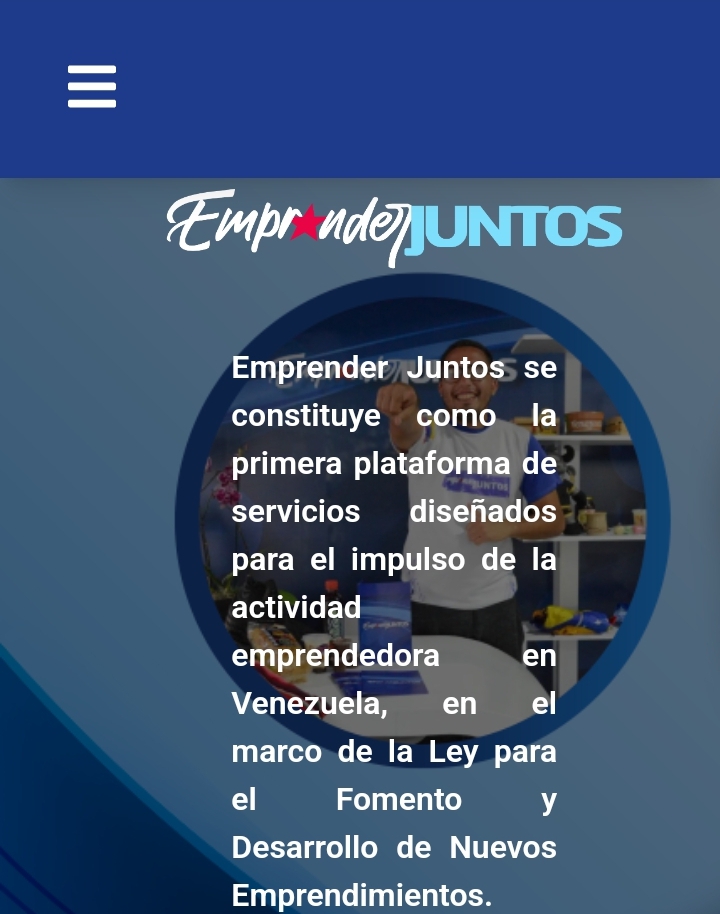 Emprender JUNTOS
Emprender Juntos se
constituye como la
primera plataforma de
servicios diseñados
para el impulso de la
actividad
emprendedora en
Venezuela, en el
marco de la Ley para
el Fomento y
Desarrollo de Nuevos
Emprendimientos.